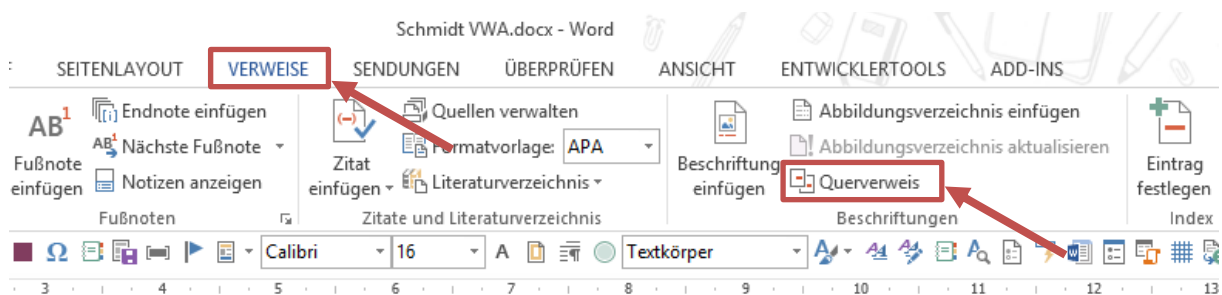 Schmidt VWA.docx - Word
SEITENLAYOUT VERWEISE SENDUNGEN ÜBERPRÜFEN ANSICHT ENTWICKLERTOOLS ADD-INS
AB1
Fußnote
einfügen
Endnote einfügen
AB1 Nächste Fußnote
Notizen anzeigen
Fußnoten
Zitat
einfügen
Quellen verwalten
Formatvorlage: APA
Literaturverzeichnis
Zitate und Literaturverzeichnis
Beschriftung
einfügen
Abbildungsverzeichnis einfügen
Abbildungsverzeichnis aktualisieren
Querverweis
Beschriftungen
Eintrag
festlegen
Index
Calibri 16 A Textkörper
3 4 5 6 7 8 9 10 11 12 13